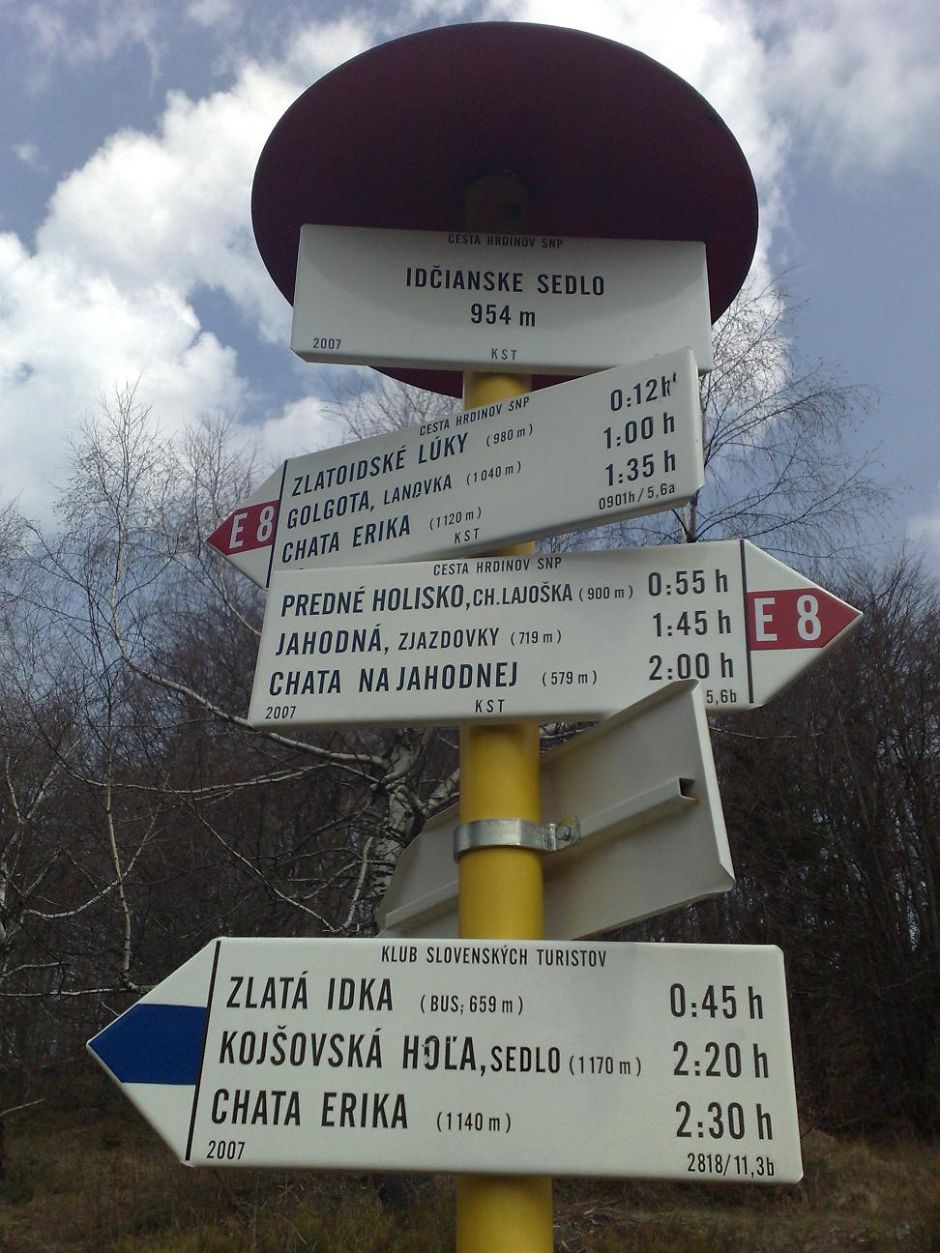 CESTA HRDINOV SNP
IDČIANSKE SEDLO
954 m
2007 KST
CESTA HRDINOV SNP
ZLATOIDSKÉ LÚKY (980 m) 0:12h
E 8 GOLGOTA, LANOVKA (1040 m) 1:00 h
CHATA ERIKA (1120 m) 1:35 h
KST 0901h/5,6a
CESTA HRDINOV SNP
PREDNÉ HOLISKO, CH. LAJOŠKA (900 m) 0:55 h
JAHODNÁ, ZJAZDOVKY (719 m) 1:45 h E 8
CHATA NA JAHODNEJ (579 m) 2:00 h
2007 KST 5,6b
KLUB SLOVENSKÝCH TURISTOV
ZLATÁ IDKA (BUS; 659 m) 0:45 h
KOJŠOVSKÁ HOĽA, SEDLO (1170 m) 2:20 h
CHATA ERIKA (1140 m) 2:30 h
2007 2818/11,3b